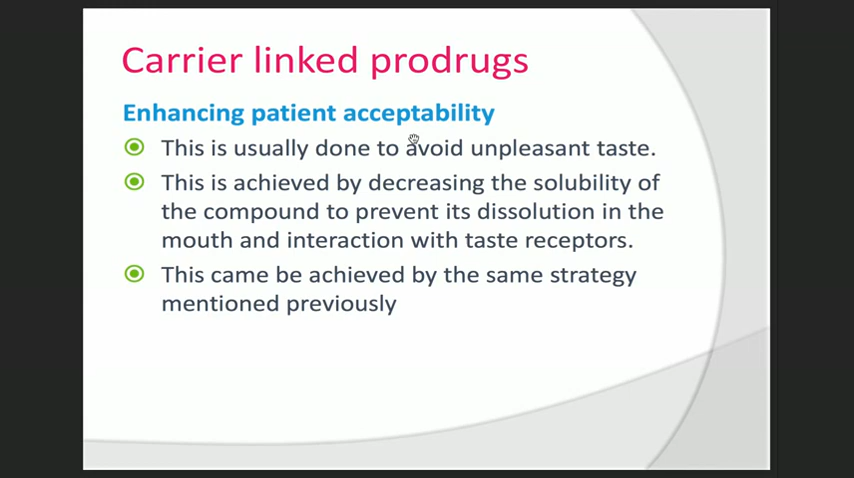 Carrier linked prodrugs
Enhancing patient acceptability
This is usually done to avoid unpleasant taste.
This is achieved by decreasing the solubility of
the compound to prevent its dissolution in the
mouth and interaction with taste receptors.
This came be achieved by the same strategy
mentioned previously